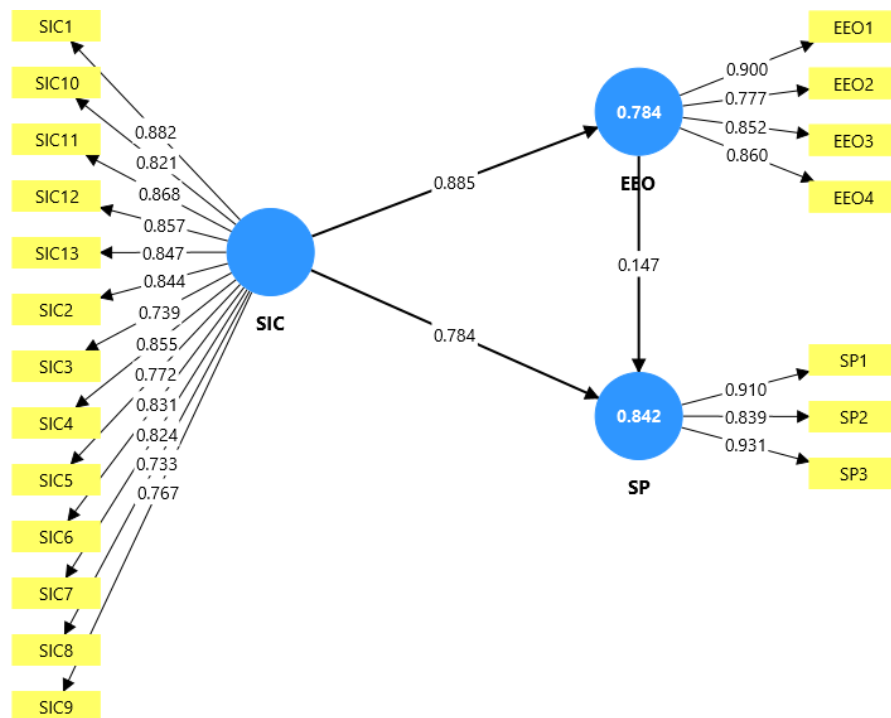 SIC1
SIC10
SIC11
SIC12
SIC13
SIC2
SIC3
SIC4
SIC5
SIC6
SIC7
SIC8
SIC9
0.882
0.821
0.868
0.857
0.847
0.844
0.739
0.855
0.772
0.831
0.824
0.733
0.767
SIC
0.885
0.784
0.784
EEO
0.147
0.842
SP
0.900
0.777
0.852
0.860
EEO1
EEO2
EEO3
EEO4
0.910
0.839
0.931
SP1
SP2
SP3